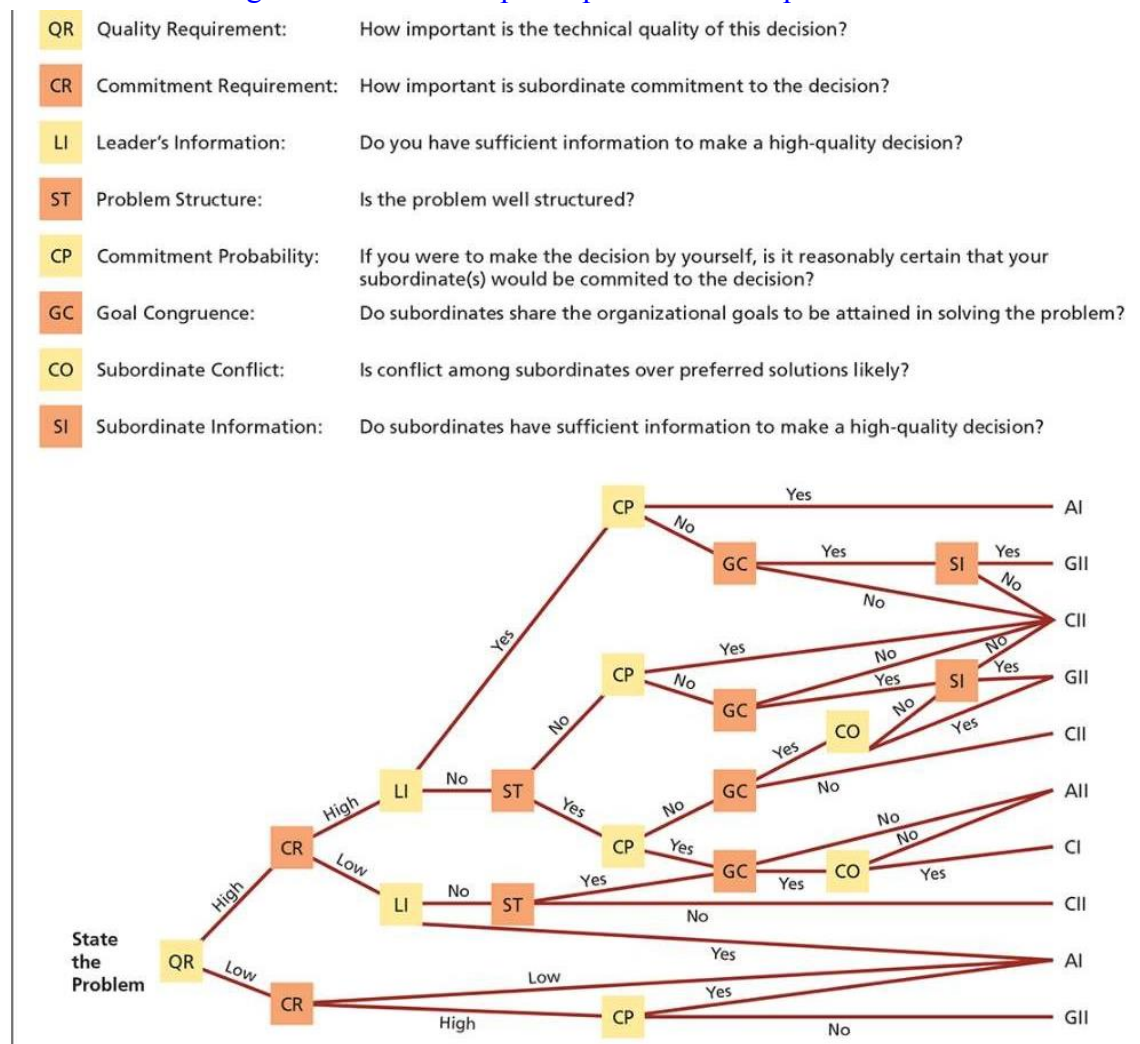 QR Quality Requirement: How important is the technical quality of this decision?
CR Commitment Requirement: How important is subordinate commitment to the decision?
LI Leader's Information: Do you have sufficient information to make a high-quality decision?
ST Problem Structure: Is the problem well structured?
CP Commitment Probability: If you were to make the decision by yourself, is it reasonably certain that your
subordinate(s) would be commited to the decision?
GC Goal Congruence: Do subordinates share the organizational goals to be attained in solving the problem?
CO Subordinate Conflict: Is conflict among subordinates over preferred solutions likely?
SI Subordinate Information: Do subordinates have sufficient information to make a high-quality decision?
CP Yes AI
No
GC Yes SI Yes GII
No
No
CII
Yes
Yes
No
No
CP
No
Yes
SI
Yes
GII
GC
No
No
CO
Yes
Yes
CII
LI No ST
GC
No
AII
High
Yes
No
No
No
CR
CP
Yes
CI
Low
GC
Yes
CO
Yes
Yes
High
LI No ST
No
CII
State
the
Problem
QR
Yes
AI
Low
Low
Yes
CR
High
CP
No
GII